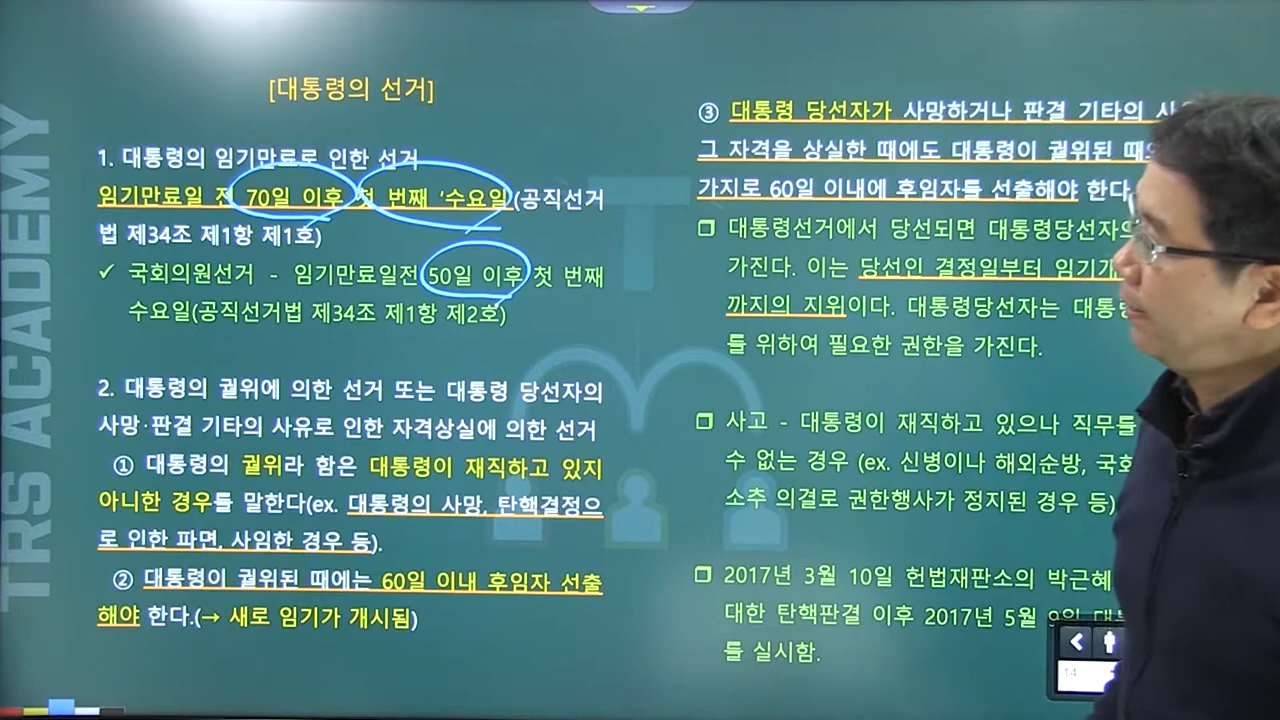 TRS ACADEMY
[대통령의 선거]
1. 대통령의 임기만료로 인한 선거
임기만료일 전 70일 이후 첫 번째 ‘수요일(공직선거
법 제34조 제1항 제1호)
✓ 국회의원선거 - 임기만료일전 50일 이후 첫 번째
수요일(공직선거법 제34조 제1항 제2호)
2. 대통령의 궐위에 의한 선거 또는 대통령 당선자의
사망·판결 기타의 사유로 인한 자격상실에 의한 선거
① 대통령의 궐위라 함은 대통령이 재직하고 있지
아니한 경우를 말한다(ex. 대통령의 사망, 탄핵결정으
로 인한 파면, 사임한 경우 등).
② 대통령이 궐위된 때에는 60일 이내 후임자 선출
해야 한다.(→ 새로 임기가 개시됨)
③ 대통령 당선자가 사망하거나 판결 기타의
그 자격을 상실한 때에도 대통령이 궐위된
가지로 60일 이내에 후임자를 선출해야 한다.
❐ 대통령선거에서 당선되면 대통령당선자의
가진다. 이는 당선인 결정일부터
까지의 지위이다. 대통령당선자는
를 위하여 필요한 권한을 가진다.
❐ 사고 - 대통령이 재직하고 있으나 직무를
수 없는 경우 (ex. 신병이나 해외순방,
소추 의결로 권한행사가 정지된 경우 등)
❐ 2017년 3월 10일 헌법재판소의 박근혜
대한 탄핵판결 이후 2017년 5월 9일
를 실시함.
14